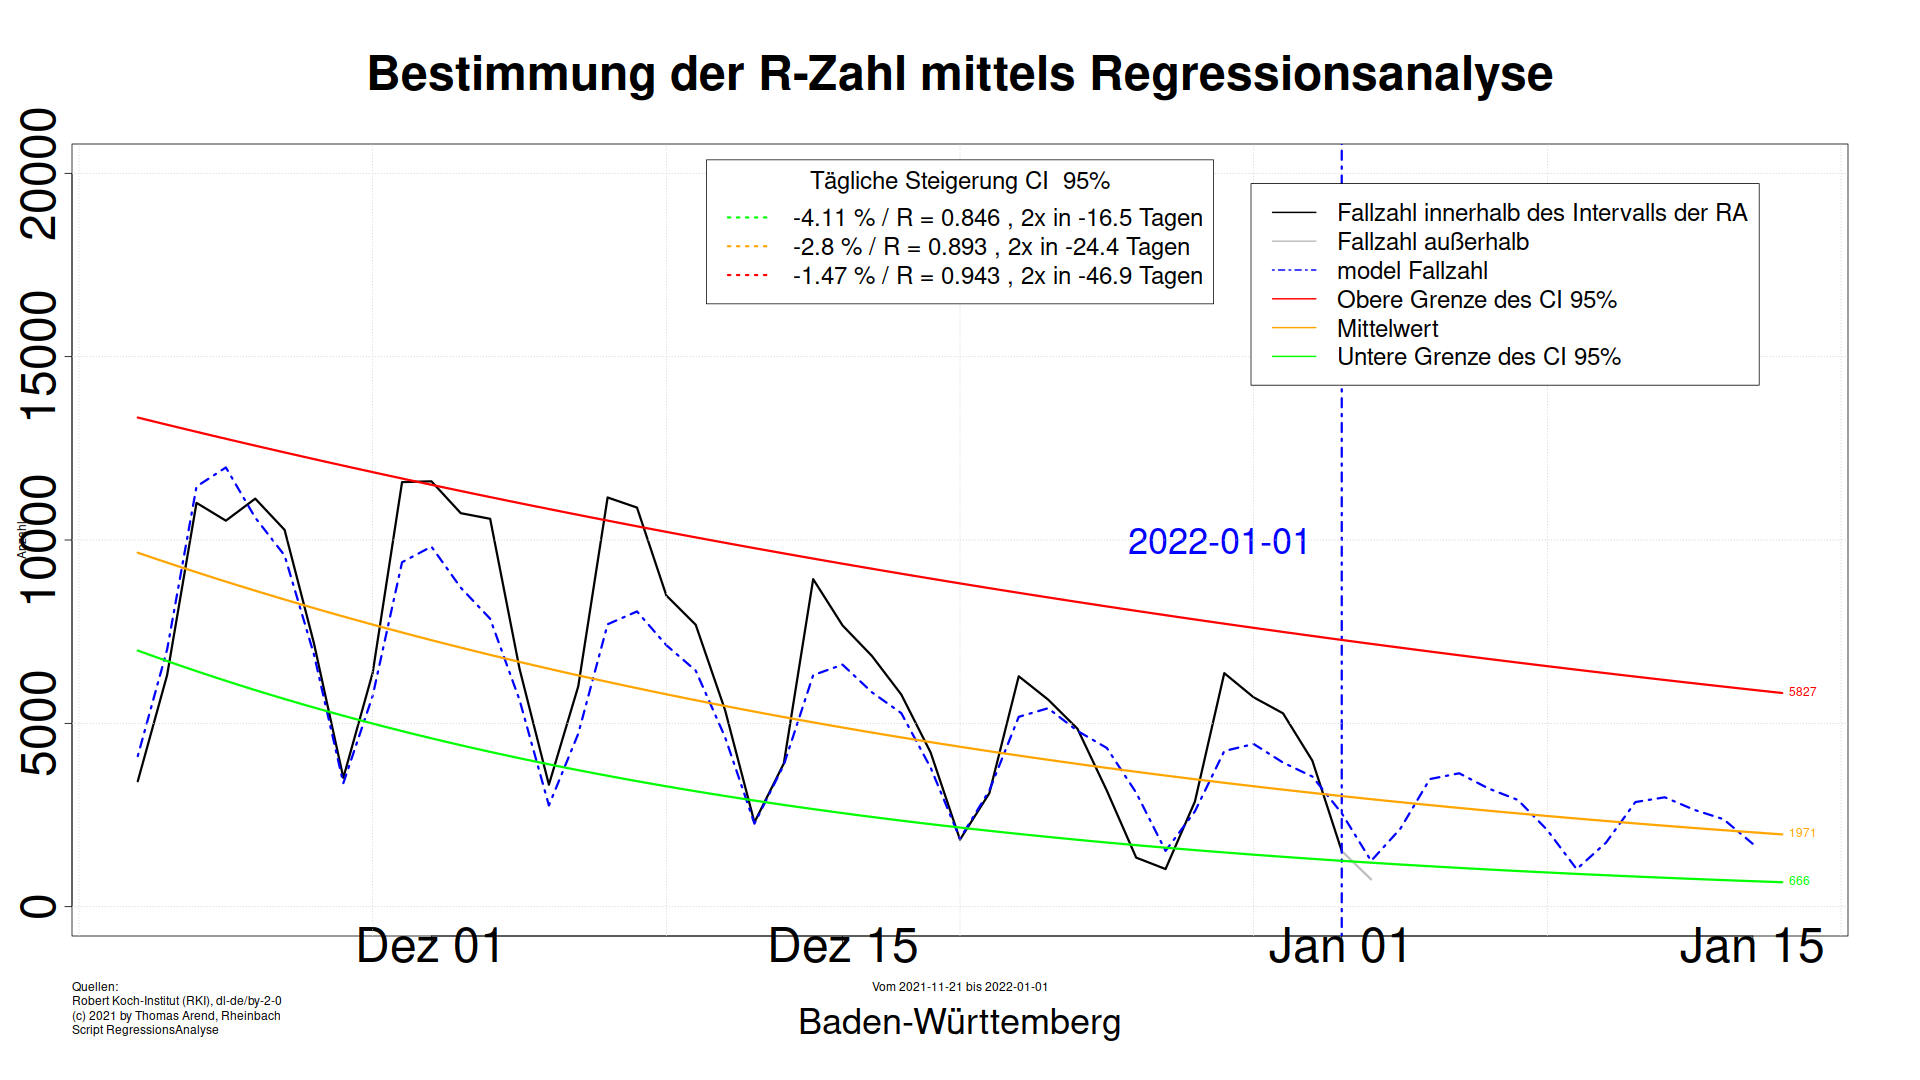 Bestimmung der R-Zahl mittels Regressionsanalyse
20000
15000
10000
5000
0
Anzahl
Tägliche Steigerung CI  95%
-4.11 % / R = 0.846 , 2x in -16.5 Tagen
-2.8 % / R = 0.893 , 2x in -24.4 Tagen
-1.47 % / R = 0.943 , 2x in -46.9 Tagen
Fallzahl innerhalb des Intervalls der RA
Fallzahl außerhalb
model Fallzahl
Obere Grenze des CI 95%
Mittelwert
Untere Grenze des CI 95%
2022-01-01
5827
1971
666
Dez 01
Dez 15
Jan 01
Jan 15
Quellen:
Robert Koch-Institut (RKI), dl-de/by-2-0
(c) 2021 by Thomas Arend, Rheinbach
Script RegressionsAnalyse
Vom 2021-11-21 bis 2022-01-01
Baden-Württemberg